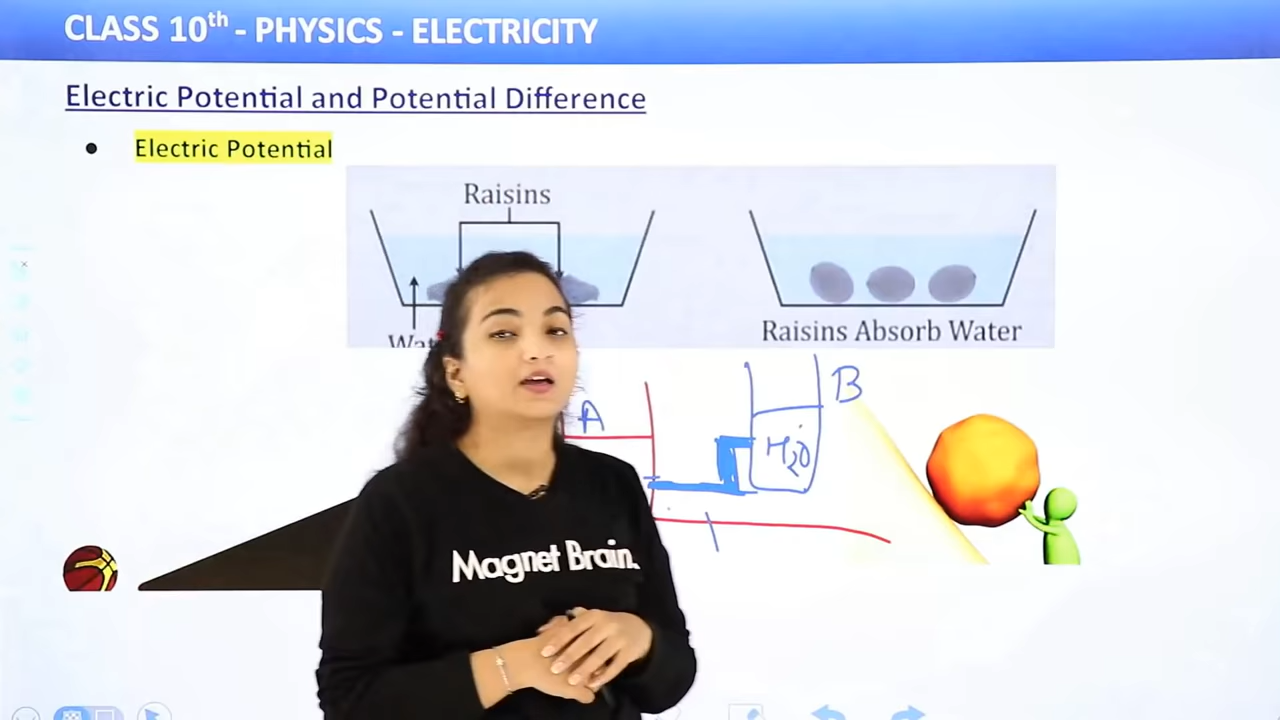 CLASS 10th - PHYSICS - ELECTRICITY
Electric Potential and Potential Difference
• Electric Potential
Raisins
Raisins Absorb Water
A
B
H2O
Magnet Brain